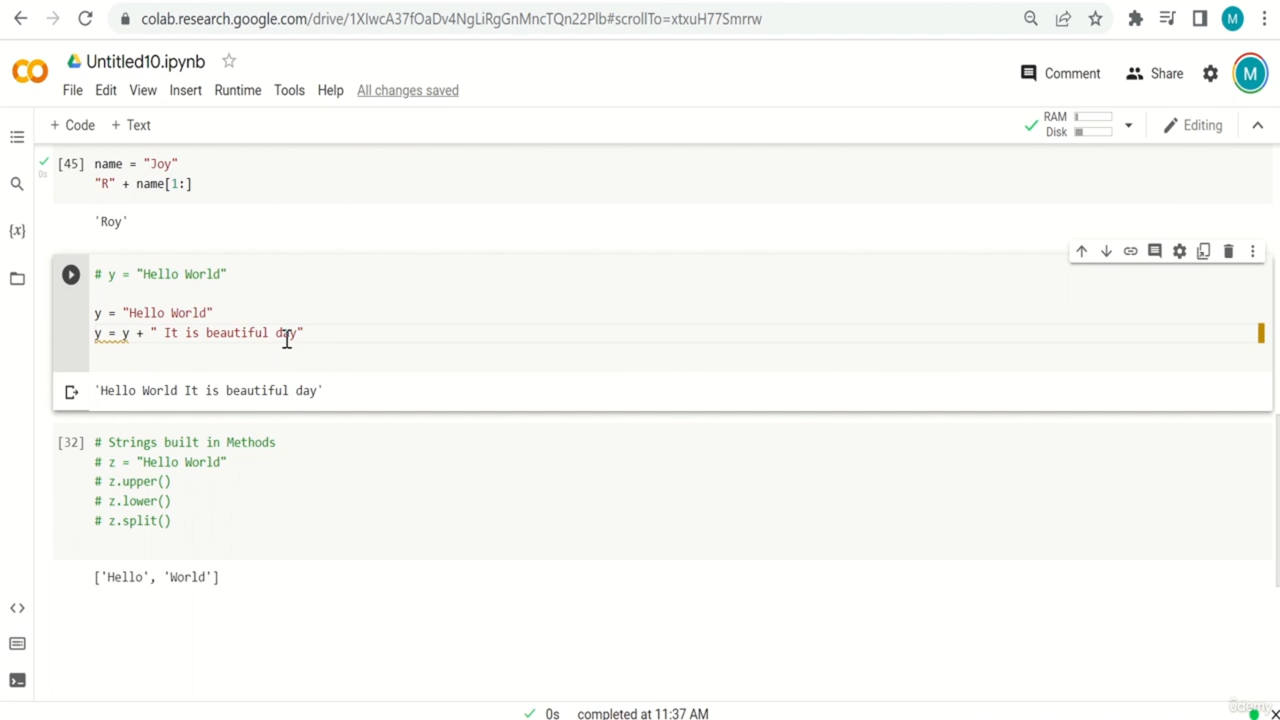 colab.research.google.com/drive/1XIwcA37fOaDv4NgLiRgGnMncTQn22Plb#scrollTo=xtxuH77Smrrw
M
Untitled10.ipynb
Comment
Share
M
File Edit View Insert Runtime Tools Help All changes saved
+ Code + Text
RAM
Disk
Editing
[45] name = "Joy"
0s
"R" + name[1:]
'Roy'
# y = "Hello World"
y = "Hello World"
y = y + " It is beautiful day"
'Hello World It is beautiful day'
[32] # Strings built in Methods
# z = "Hello World"
# z.upper()
# z.lower()
# z.split()
['Hello', 'World']
0s completed at 11:37 AM
ûdemy